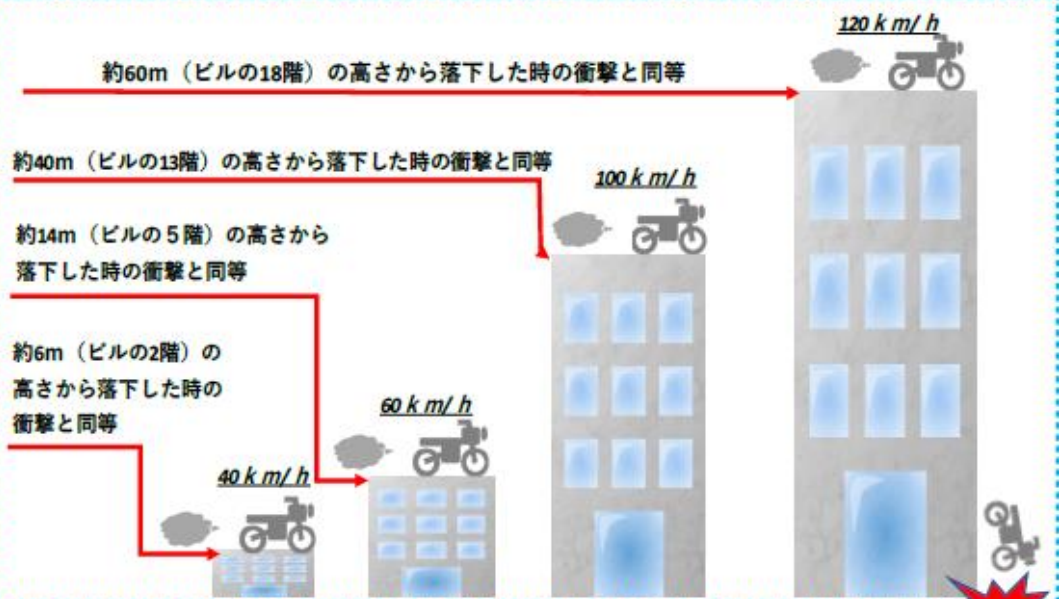 120ｋｍ/ｈ
約60m（ビルの18階）の高さから落下した時の衝撃と同等
約40m（ビルの13階）の高さから落下した時の衝撃と同等
100ｋｍ/ｈ
約14m（ビルの５階）の高さから
落下した時の衝撃と同等
約6m（ビルの2階）の
高さから落下した時の
衝撃と同等
60ｋｍ/ｈ
40ｋｍ/ｈ